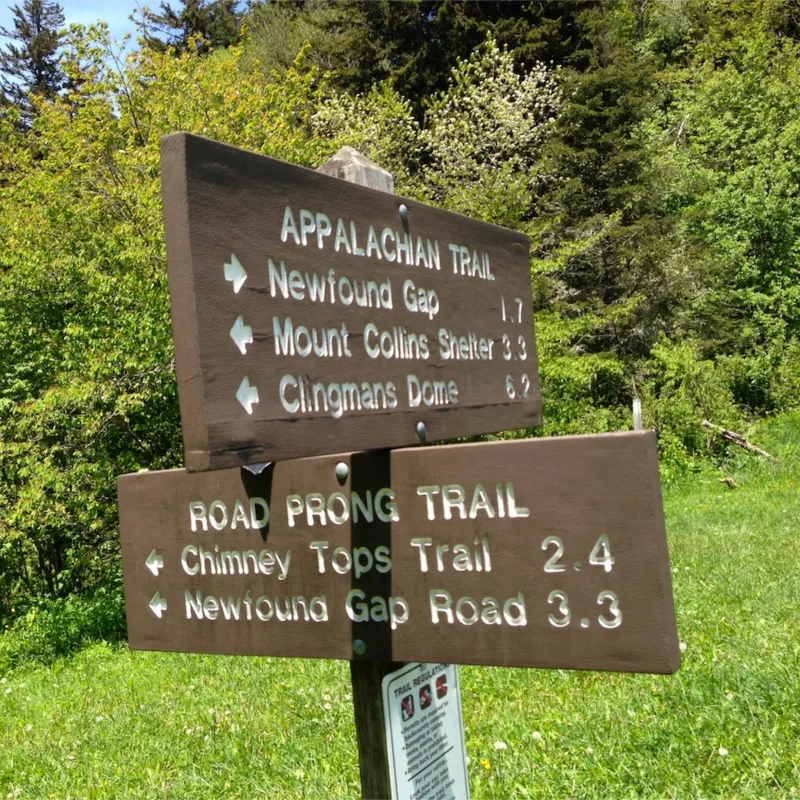 APPALACHIAN TRAIL
Newfound Gap 1.7
Mount Collins Shelter 3.3
Clingmans Dome 6.2
ROAD PRONG TRAIL
Chimney Tops Trail 2.4
Newfound Gap Road 3.3
TRAIL REGULATIONS